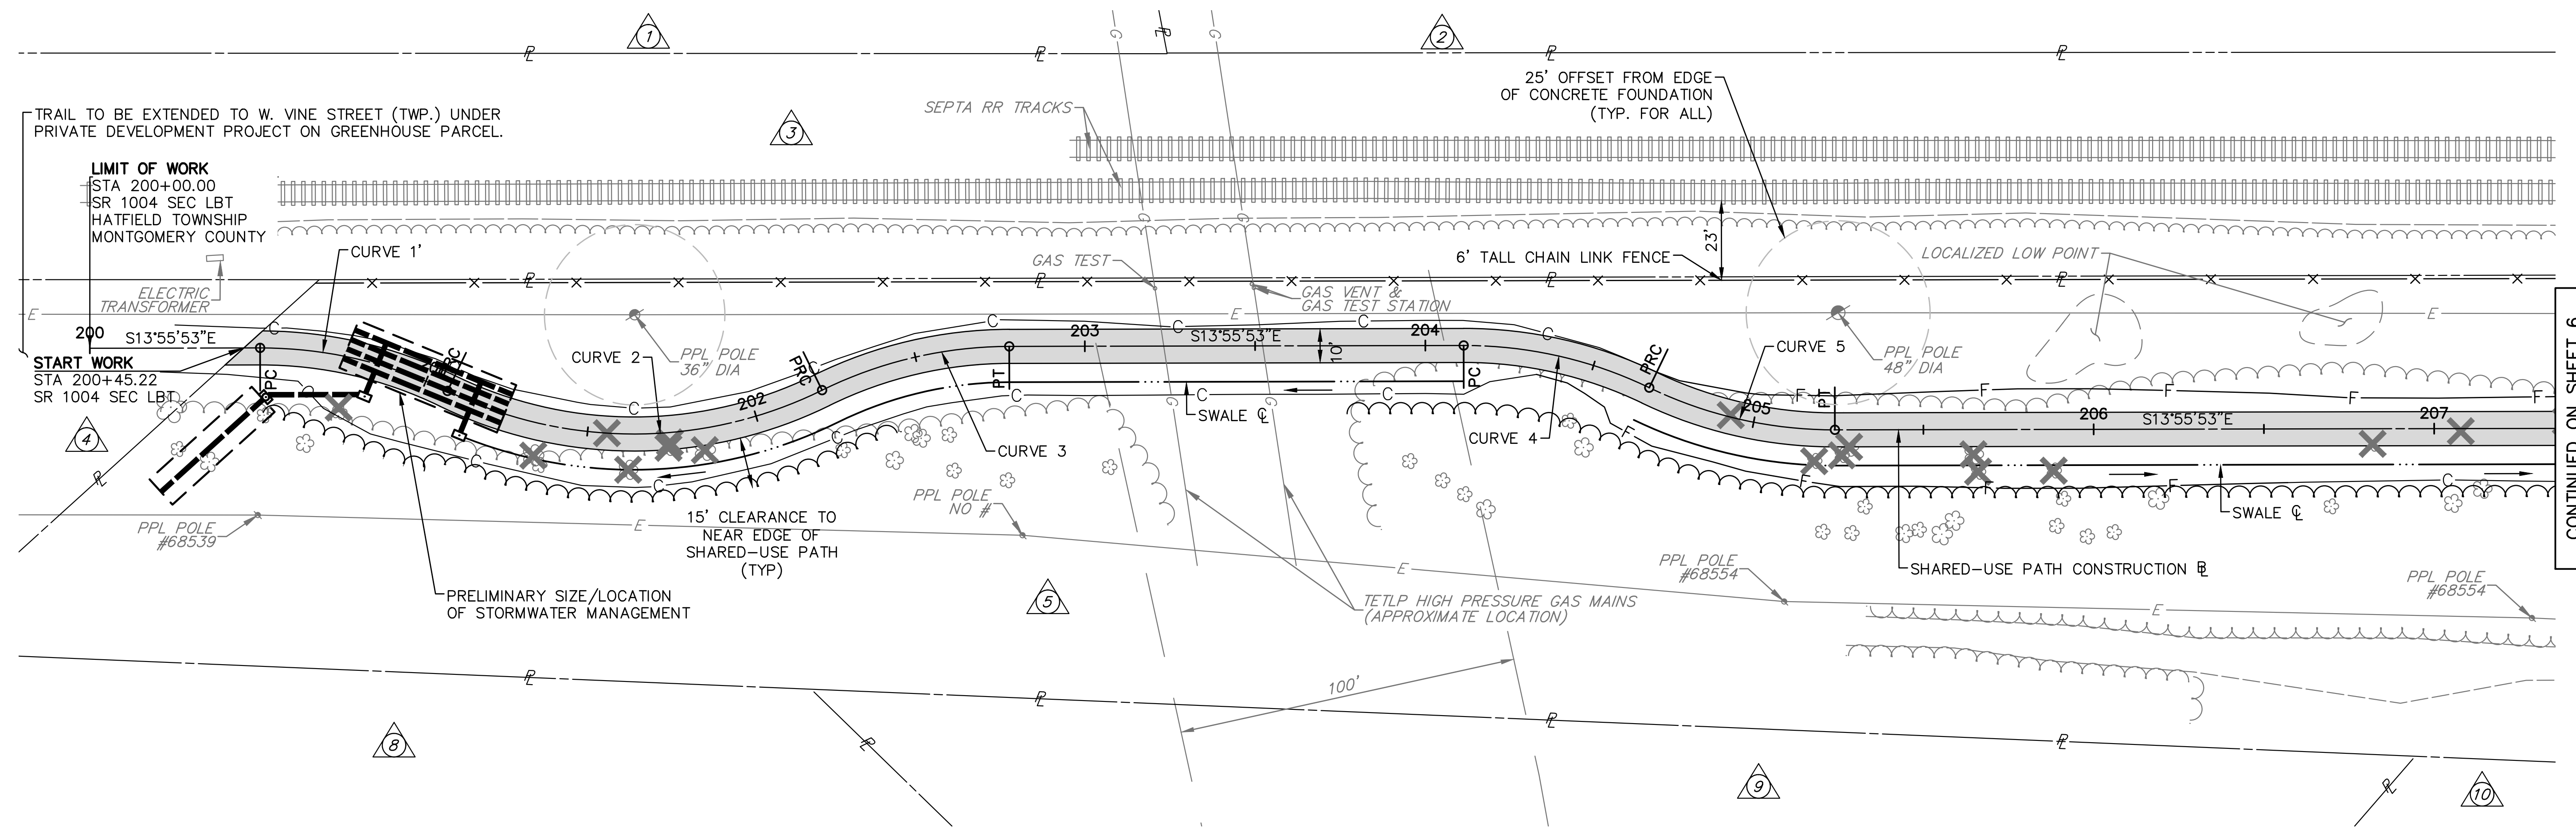 1
2
3
TRAIL TO BE EXTENDED TO W. VINE STREET (TWP.) UNDER
PRIVATE DEVELOPMENT PROJECT ON GREENHOUSE PARCEL.
LIMIT OF WORK
STA 200+00.00
SR 1004 SEC LBT
HATFIELD TOWNSHIP
MONTGOMERY COUNTY
CURVE 1'
ELECTRIC
TRANSFORMER
200
S13°55'53"E
START WORK
STA 200+45.22
SR 1004 SEC LBT
PC
4
PRC
SEPTA RR TRACKS
25' OFFSET FROM EDGE
OF CONCRETE FOUNDATION
(TYP. FOR ALL)
GAS TEST
GAS VENT &
GAS TEST STATION
6' TALL CHAIN LINK FENCE
23'
LOCALIZED LOW POINT
CURVE 2
PPL POLE
36" DIA
PRC
202
PT
203
S13°55'53"E
10'
204
PC
CURVE 3
SWALE CL
CURVE 4
PRC
CURVE 5
205
PPL POLE
48" DIA
PT
206
S13°55'53"E
207
CONTINUED ON SHEET 6
PPL POLE
#68539
PPL POLE
NO #
15' CLEARANCE TO
NEAR EDGE OF
SHARED-USE PATH
(TYP)
PRELIMINARY SIZE/LOCATION
OF STORMWATER MANAGEMENT
5
TETLP HIGH PRESSURE GAS MAINS
(APPROXIMATE LOCATION)
PPL POLE
#68554
SHARED-USE PATH CONSTRUCTION BL
SWALE CL
PPL POLE
#68554
100'
8
9
10